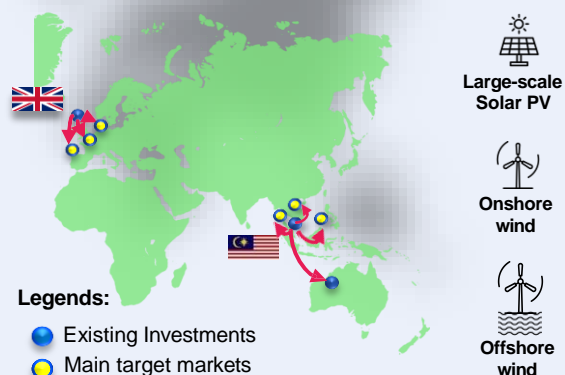 Large-scale
Solar PV
Onshore
wind
Legends:
Existing Investments
Main target markets
Offshore
wind